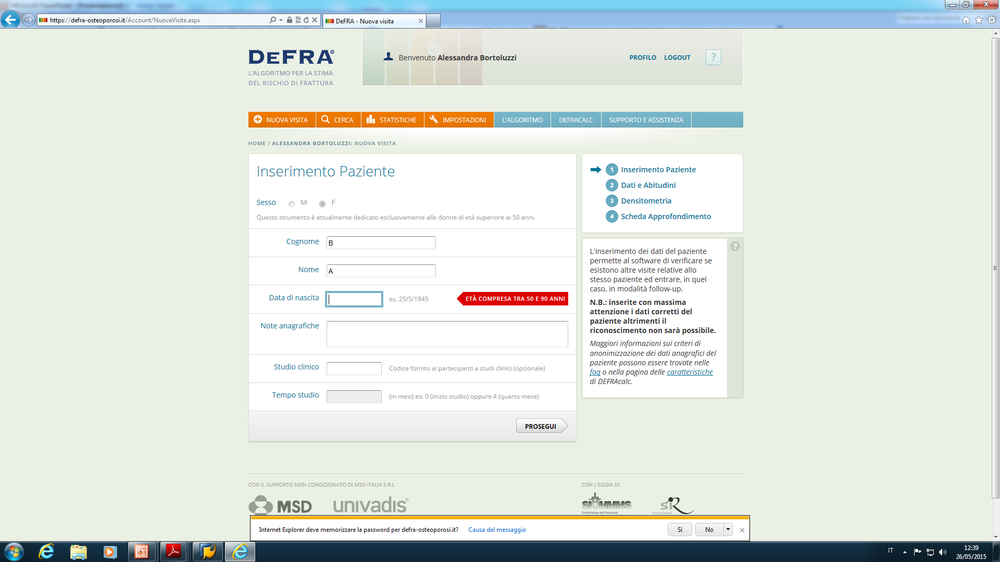 https://defra-osteoporosi.it/Account/NuovaVisita.aspx
DeFRA - Nuova visita
DEFRA©
L'ALGORITMO PER LA STIMA
DEL RISCHIO DI FRATTURA
Benvenuto Alessandra Bortoluzzi
PROFILO LOGOUT ?
NUOVA VISITA CERCA STATISTICHE IMPOSTAZIONI L'ALGORITMO DEFRACALC SUPPORTO E ASSISTENZA
HOME / ALESSANDRA BORTOLUZZI: NUOVA VISITA
Inserimento Paziente
Sesso M F
Questo strumento è attualmente dedicato esclusivamente alle donne di età superiore ai 50 anni.
Cognome B
Nome A
Data di nascita es. 25/5/1945 ETÀ COMPRESA TRA 50 E 90 ANNI
Note anagrafiche
Studio clinico Codice fornito ai partecipanti a studi clinici (opzionale)
Tempo studio (in mesi) es: 0 (inizio studio) oppure 4 (quarto mese)
PROSEGUI
1 Inserimento Paziente
2 Dati e Abitudini
3 Densitometria
4 Scheda Approfondimento
?
L'inserimento dei dati del paziente
permette al software di verificare se
esistono altre visite relative allo
stesso paziente ed entrare, in quel
caso, in modalità follow-up.
N.B.: inserite con massima
attenzione i dati corretti del
paziente altrimenti il
riconoscimento non sarà possibile.
Maggiori informazioni sui criteri di
anonimizzazione dei dati anagrafici del
paziente possono essere trovate nelle
faq o nella pagina delle caratteristiche
di DEFRAcalc.
CON IL SUPPORTO NON CONDIZIONATO DI MSD ITALIA S.R.L
MSD univadis®
CON L'EGIDA DI:
SIOMMMS
SIR
Internet Explorer deve memorizzare la password per defra-osteoporosi.it? Causa del messaggio Sì No
IT
12:39
26/05/2015